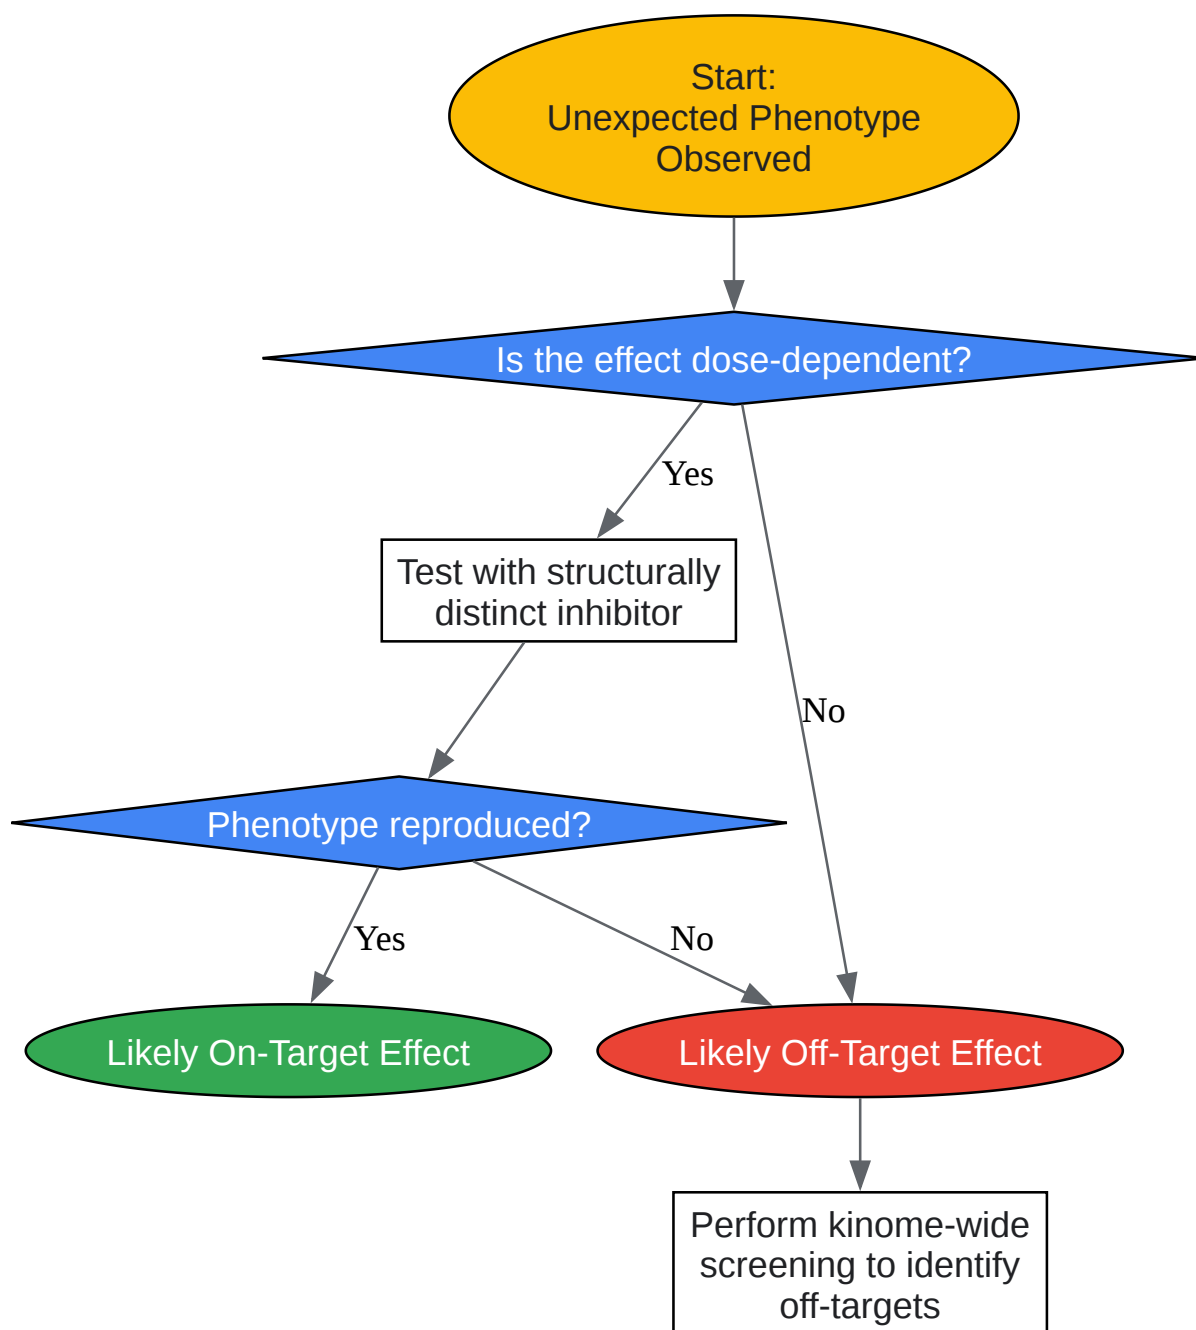 Start:
Unexpected Phenotype
Observed
Is the effect dose-dependent?
Yes
Test with structurally
distinct inhibitor
No
Phenotype reproduced?
Yes
No
Likely On-Target Effect
Likely Off-Target Effect
Perform kinome-wide
screening to identify
off-targets